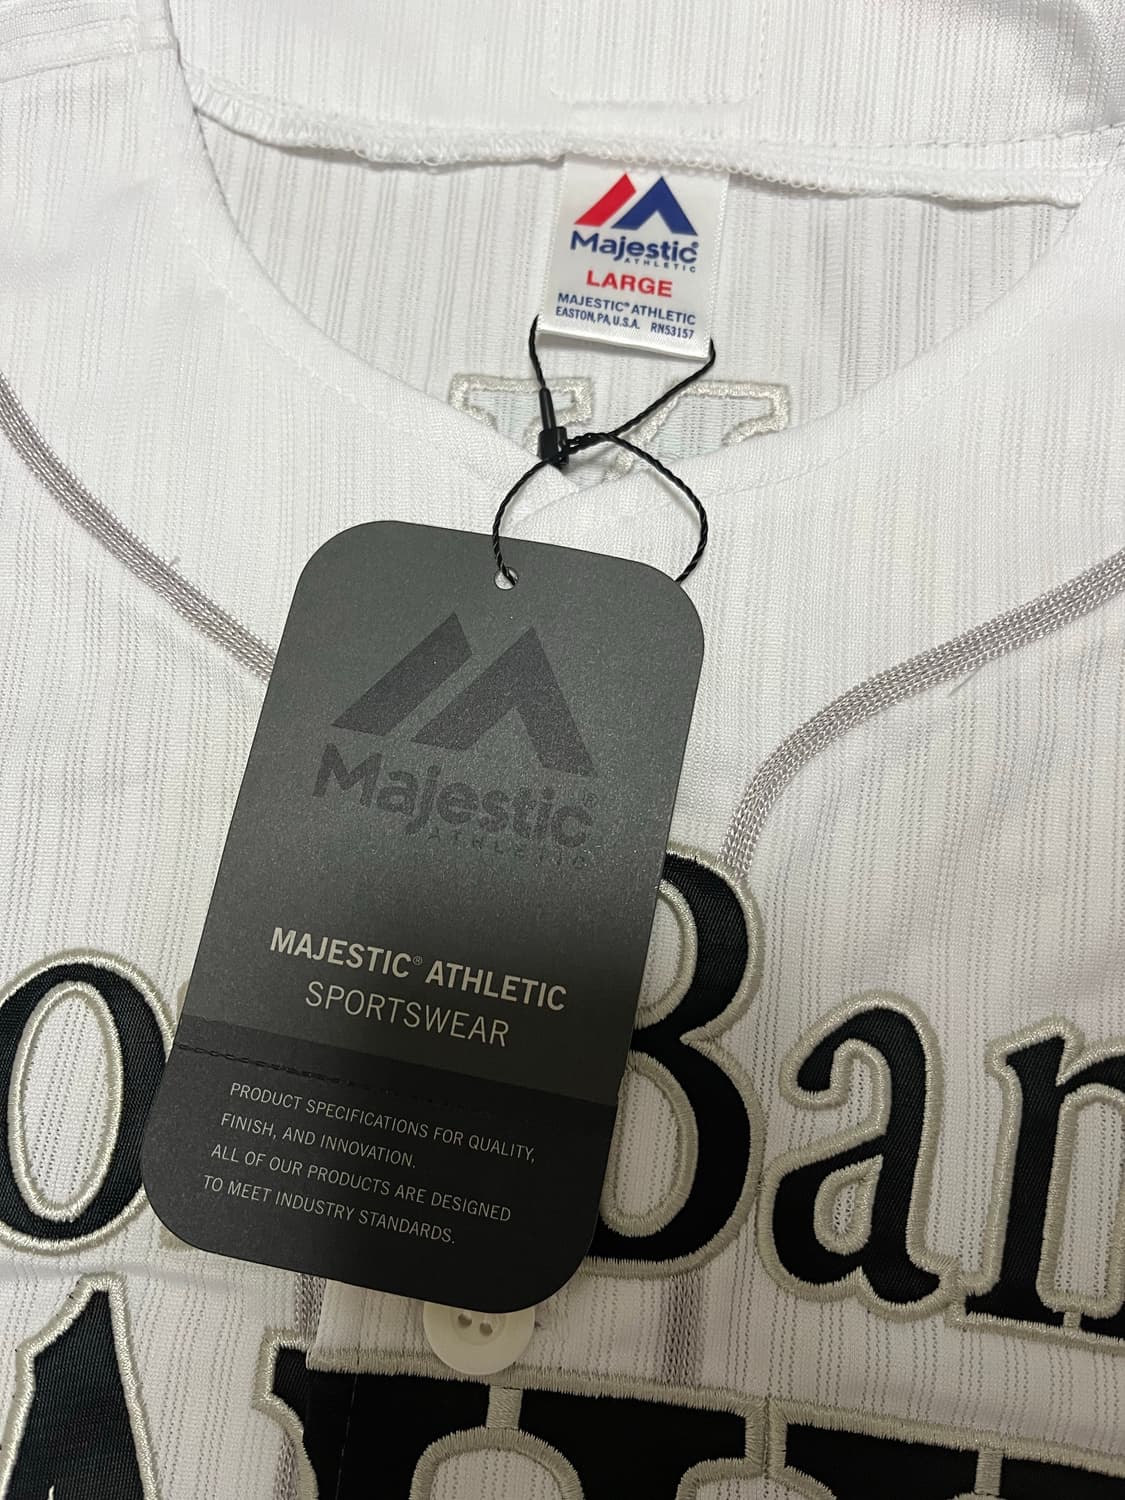 Majestic®
ATHLETIC
LARGE
MAJESTIC® ATHLETIC
EASTON, PA, U.S.A. RN53157
Majestic®
ATHLETIC
MAJESTIC® ATHLETIC
SPORTSWEAR
PRODUCT SPECIFICATIONS FOR QUALITY,
FINISH, AND INNOVATION.
ALL OF OUR PRODUCTS ARE DESIGNED
TO MEET INDUSTRY STANDARDS.
o Ban